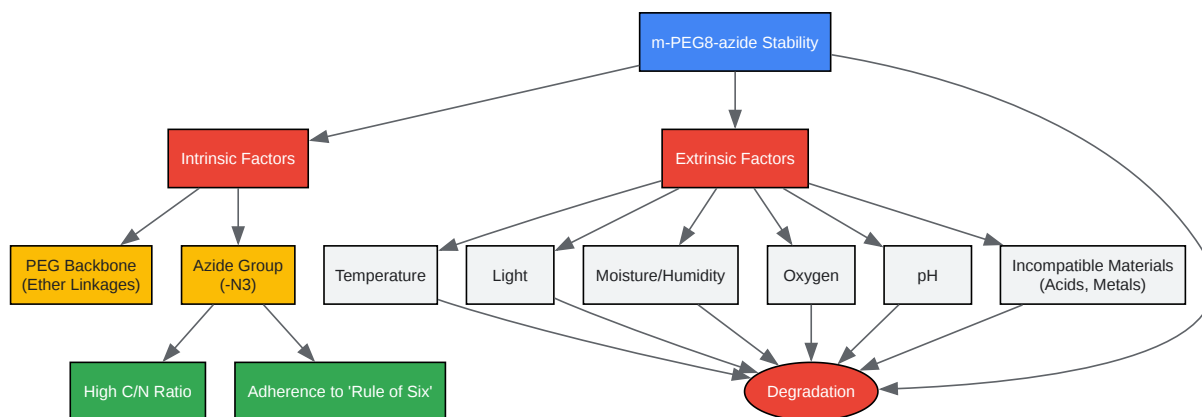 m-PEG8-azide Stability
Intrinsic Factors
Extrinsic Factors
PEG Backbone
(Ether Linkages)
Azide Group
(-N3)
Temperature
Light
Moisture/Humidity
Oxygen
pH
Incompatible Materials
(Acids, Metals)
High C/N Ratio
Adherence to 'Rule of Six'
Degradation